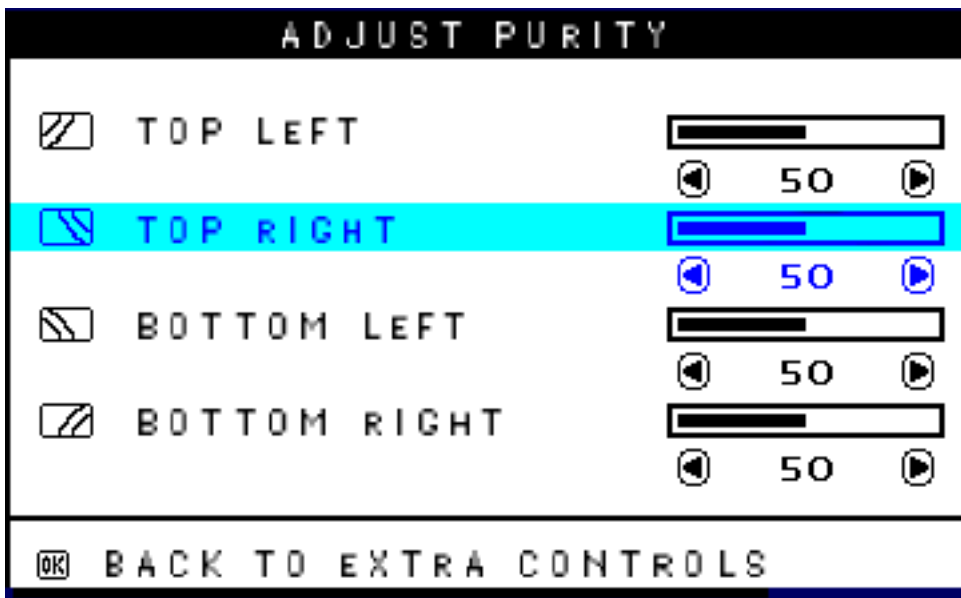 ADJUST PURITY
TOP LEFT
50
TOP RIGHT
50
BOTTOM LEFT
50
BOTTOM RIGHT
50
OK BACK TO EXTRA CONTROLS